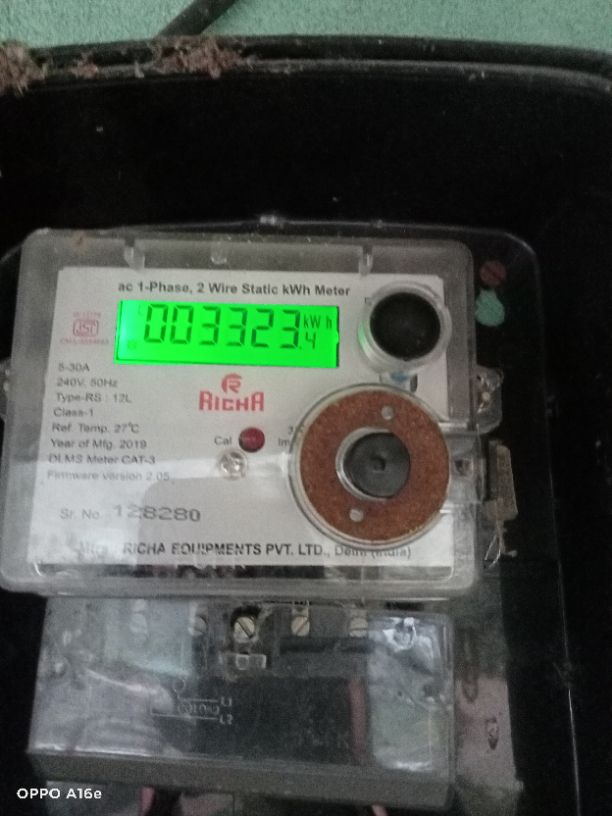 ac 1-Phase, 2 Wire Static kWh Meter
003323.4 kWh
ISI
5-30A
240V, 50Hz
Type-RS : 12L
Class-1
Ref. Temp. 27°C
Year of Mfg. 2019
DLMS Meter CAT-3
Firmware version 2.05
RICHA
Cal
Sr. No. 128280
RICHA EQUIPMENTS PVT. LTD., Delhi (India)
L1
L2
OPPO A16e